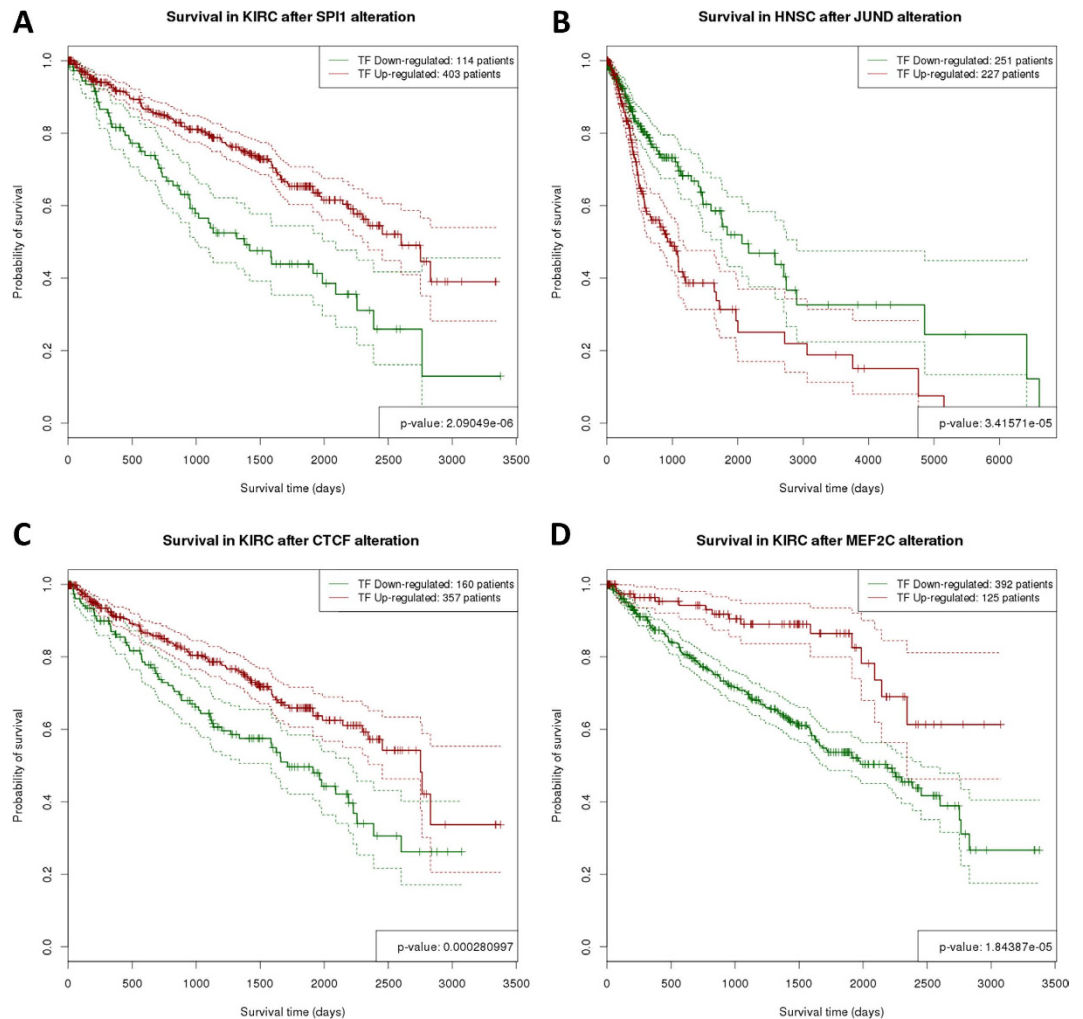 A
Survival in KIRC after SPI1 alteration
TF Down-regulated: 114 patients
TF Up-regulated: 403 patients
Probability of survival
1.0
0.8
0.6
0.4
0.2
0.0
p-value: 2.09049e-06
0 500 1000 1500 2000 2500 3000 3500
Survival time (days)
B
Survival in HNSC after JUND alteration
TF Down-regulated: 251 patients
TF Up-regulated: 227 patients
Probability of survival
1.0
0.8
0.6
0.4
0.2
0.0
p-value: 3.41571e-05
0 1000 2000 3000 4000 5000 6000
Survival time (days)
C
Survival in KIRC after CTCF alteration
TF Down-regulated: 160 patients
TF Up-regulated: 357 patients
Probability of survival
1.0
0.8
0.6
0.4
0.2
0.0
p-value: 0.000280997
0 500 1000 1500 2000 2500 3000 3500
Survival time (days)
D
Survival in KIRC after MEF2C alteration
TF Down-regulated: 392 patients
TF Up-regulated: 125 patients
Probability of survival
1.0
0.8
0.6
0.4
0.2
0.0
p-value: 1.84387e-05
0 500 1000 1500 2000 2500 3000 3500
Survival time (days)